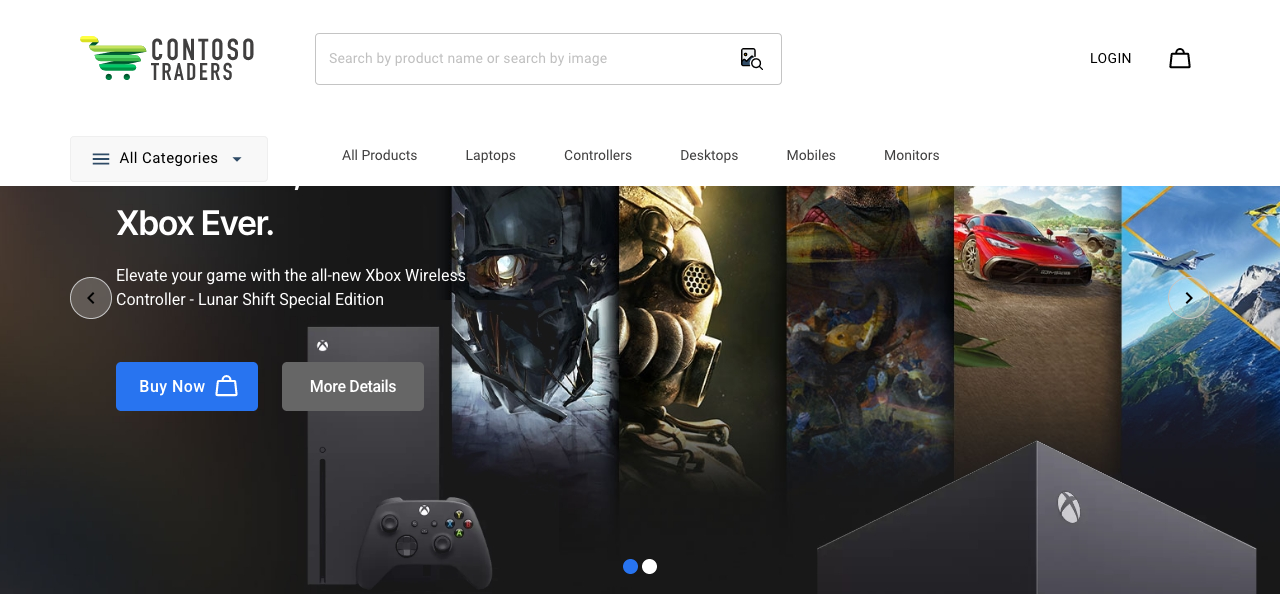 CONTOSO
TRADERS
Search by product name or search by image
LOGIN
All Categories
All Products
Laptops
Controllers
Desktops
Mobiles
Monitors
Xbox Ever.
Elevate your game with the all-new Xbox Wireless
Controller - Lunar Shift Special Edition
Buy Now
More Details